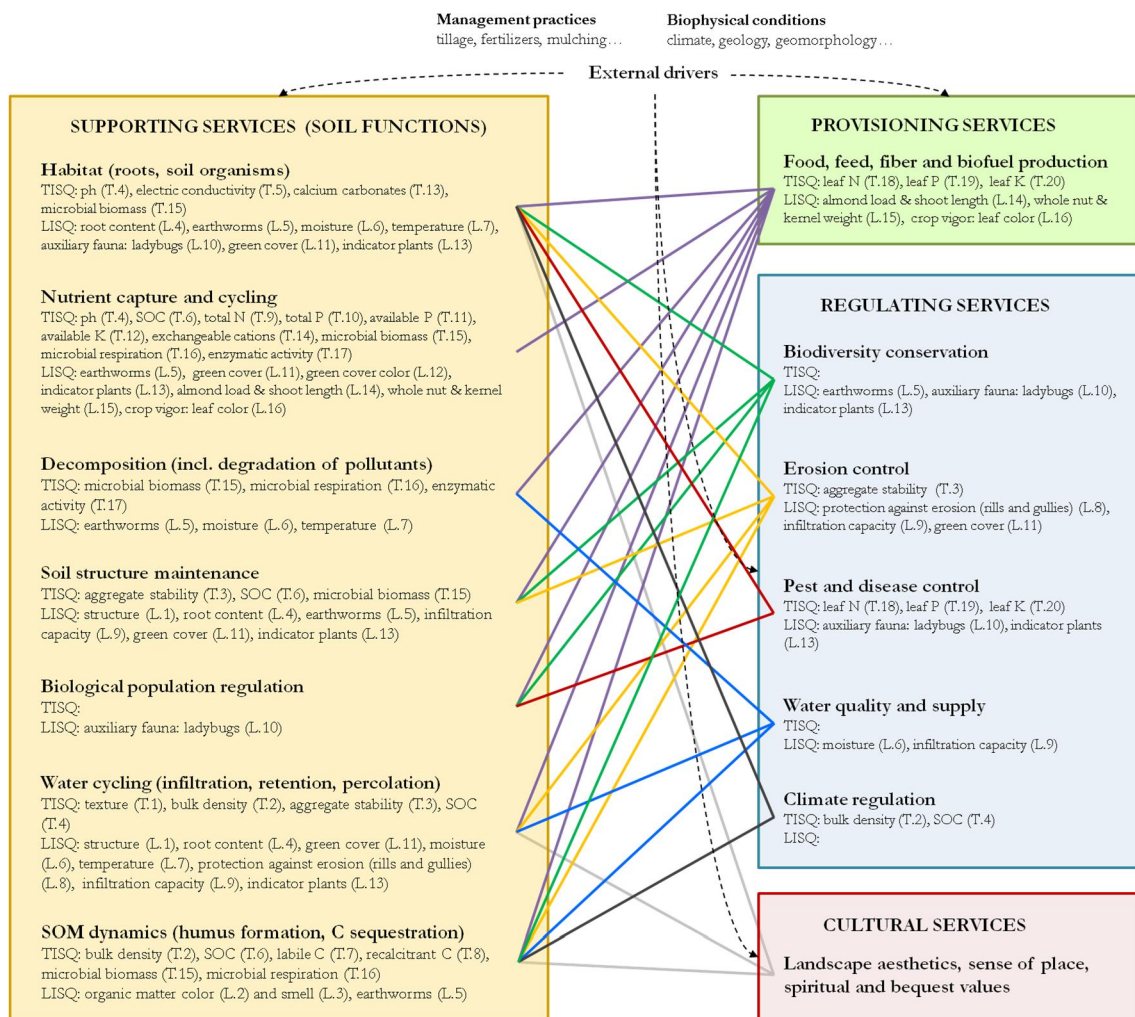 Management practices
tillage, fertilizers, mulching…
Biophysical conditions
climate, geology, geomorphology…
External drivers
SUPPORTING SERVICES (SOIL FUNCTIONS)
Habitat (roots, soil organisms)
TISQ: ph (T.4), electric conductivity (T.5), calcium carbonates (T.13),
microbial biomass (T.15)
LISQ: root content (L.4), earthworms (L.5), moisture (L.6), temperature (L.7),
auxiliary fauna: ladybugs (L.10), green cover (L.11), indicator plants (L.13)
Nutrient capture and cycling
TISQ: ph (T.4), SOC (T.6), total N (T.9), total P (T.10), available P (T.11),
available K (T.12), exchangeable cations (T.14), microbial biomass (T.15),
microbial respiration (T.16), enzymatic activity (T.17)
LISQ: earthworms (L.5), green cover (L.11), green cover color (L.12),
indicator plants (L.13), almond load & shoot length (L.14), whole nut & kernel
weight (L.15), crop vigor: leaf color (L.16)
Decomposition (incl. degradation of pollutants)
TISQ: microbial biomass (T.15), microbial respiration (T.16), enzymatic
activity (T.17)
LISQ: earthworms (L.5), moisture (L.6), temperature (L.7)
Soil structure maintenance
TISQ: aggregate stability (T.3), SOC (T.6), microbial biomass (T.15)
LISQ: structure (L.1), root content (L.4), earthworms (L.5), infiltration
capacity (L.9), green cover (L.11), indicator plants (L.13)
Biological population regulation
TISQ:
LISQ: auxiliary fauna: ladybugs (L.10)
Water cycling (infiltration, retention, percolation)
TISQ: texture (T.1), bulk density (T.2), aggregate stability (T.3), SOC
(T.4)
LISQ: structure (L.1), root content (L.4), green cover (L.11), moisture
(L.6), temperature (L.7), protection against erosion (rills and gullies)
(L.8), infiltration capacity (L.9), indicator plants (L.13)
SOM dynamics (humus formation, C sequestration)
TISQ: bulk density (T.2), SOC (T.6), labile C (T.7), recalcitrant C (T.8),
microbial biomass (T.15), microbial respiration (T.16
LISQ: organic matter color (L.2) and smell (L.3), earthworms (L.5)
PROVISIONING SERVICES
Food, feed, fiber and biofuel production
TISQ: leaf N (T.18), leaf P (T.19), leaf K (T.20)
LISQ: almond load & shoot length (L.14), whole nut &
kernel weight (L.15), crop vigor: leaf color (L.16)
REGULATING SERVICES
Biodiversity conservation
TISQ:
LISQ: earthworms (L.5), auxiliary fauna: ladybugs (L.10),
indicator plants (L.13)
Erosion control
TISQ: aggregate stability (T.3)
LISQ: protection against erosion (rills and gullies) (L.8),
infiltration capacity (L.9), green cover (L.11)
Pest and disease control
TISQ: leaf N (T.18), leaf P (T.19), leaf K (T.20)
LISQ: auxiliary fauna: ladybugs (L.10), indicator plants
(L.13)
Water quality and supply
TISQ:
LISQ: moisture (L.6), infiltration capacity (L.9)
Climate regulation
TISQ: bulk density (T.2), SOC (T.4)
LISQ:
CULTURAL SERVICES
Landscape aesthetics, sense of place,
spiritual and bequest values